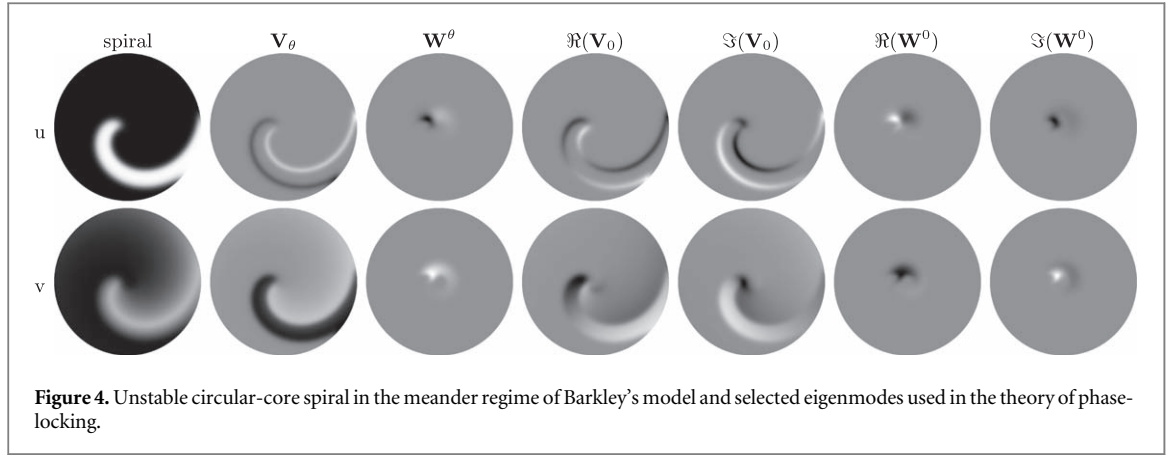 spiral V_θ W^θ ℜ(V_0) ℑ(V_0) ℜ(W^0) ℑ(W^0)
u
v
Figure 4. Unstable circular-core spiral in the meander regime of Barkley's model and selected eigenmodes used in the theory of phase-
locking.